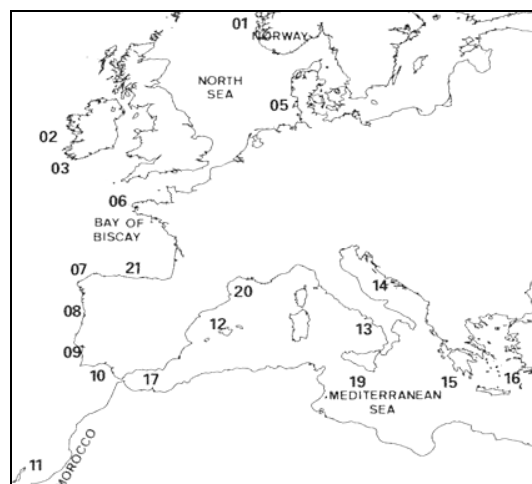 01
NORWAY
NORTH
SEA
05
02
03
06
BAY OF
BISCAY
07
21
08
20
14
12
13
09
10
17
19
15
16
MEDITERRANEAN
SEA
11
MOROCCO